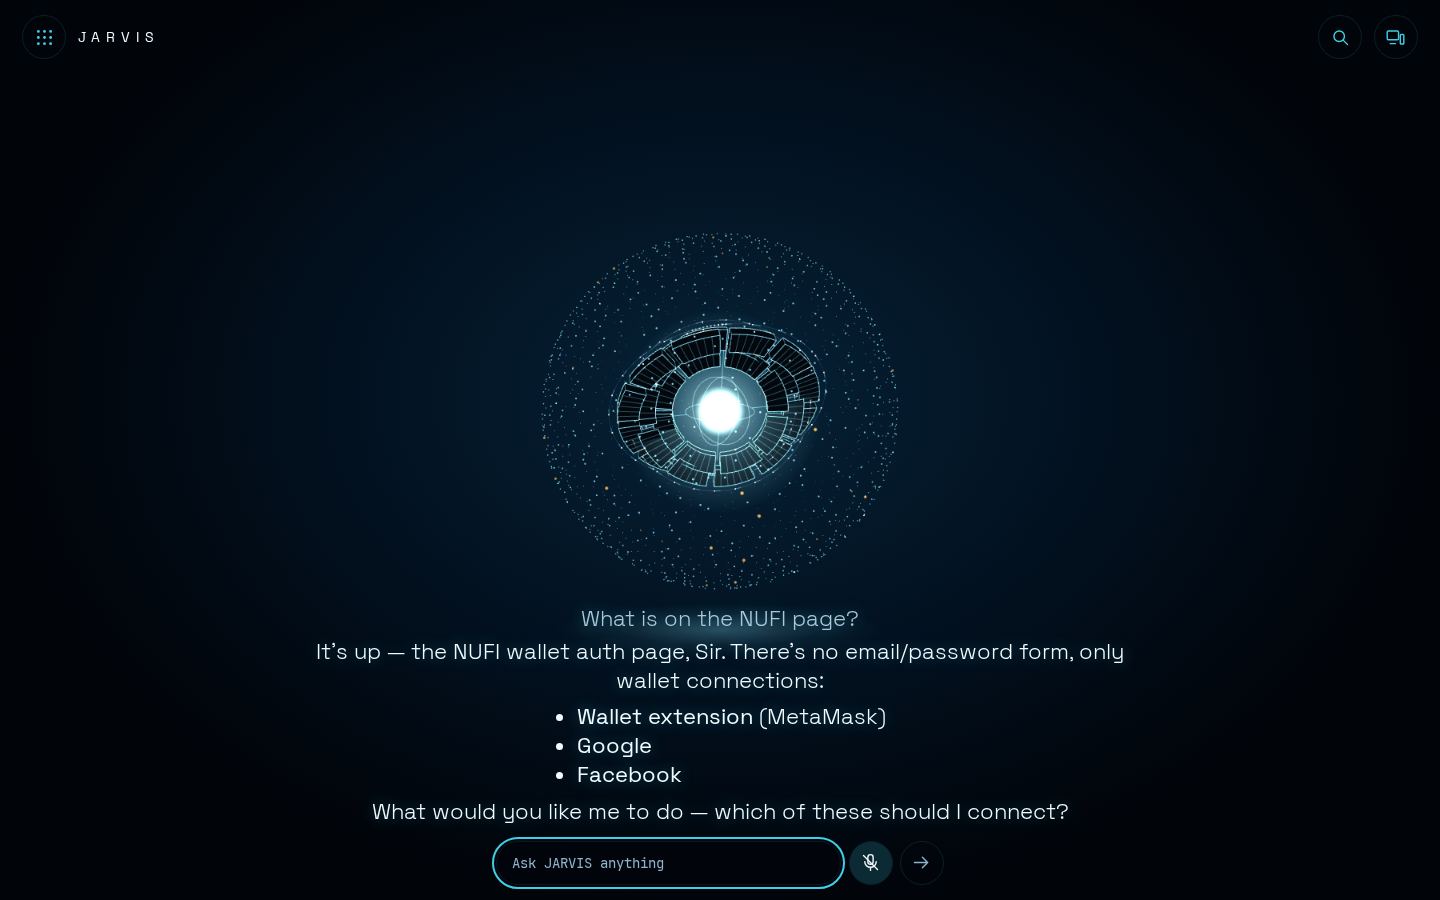 JARVIS
What is on the NUFI page?
It's up — the NUFI wallet auth page, Sir. There's no email/password form, only
wallet connections:
• Wallet extension (MetaMask)
• Google
• Facebook
What would you like me to do — which of these should I connect?
Ask JARVIS anything